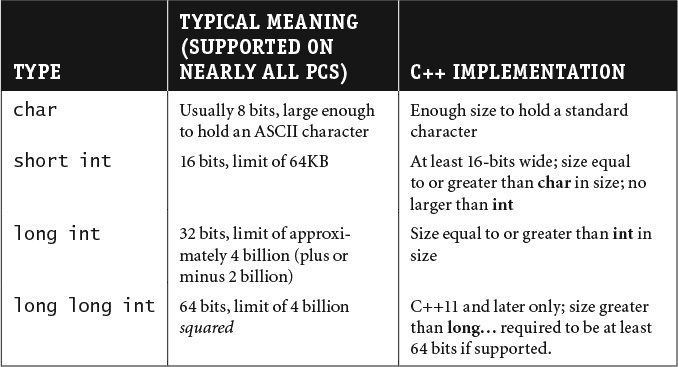 TYPE
TYPICAL MEANING
(SUPPORTED ON
NEARLY ALL PCS)
C++ IMPLEMENTATION
char
Usually 8 bits, large enough
to hold an ASCII character
Enough size to hold a standard
character
short int
16 bits, limit of 64KB
At least 16-bits wide; size equal
to or greater than char in size; no
larger than int
long int
32 bits, limit of approxi-
mately 4 billion (plus or
minus 2 billion)
Size equal to or greater than int in
size
long long int
64 bits, limit of 4 billion
squared
C++11 and later only; size greater
than long… required to be at least
64 bits if supported.